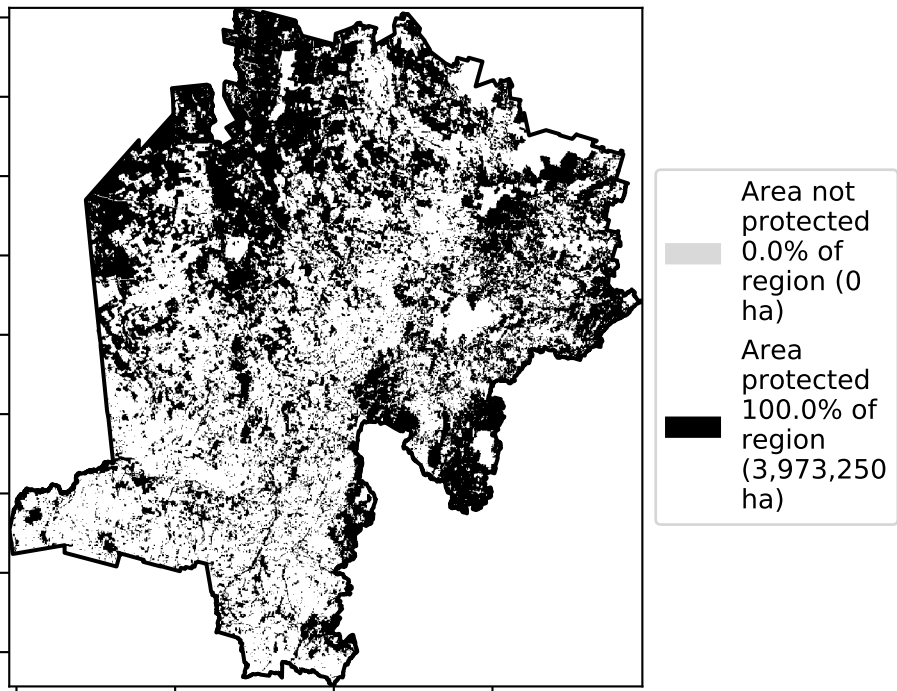 Area not
protected
0.0% of
region (0
ha)
Area
protected
100.0% of
region
(3,973,250
ha)